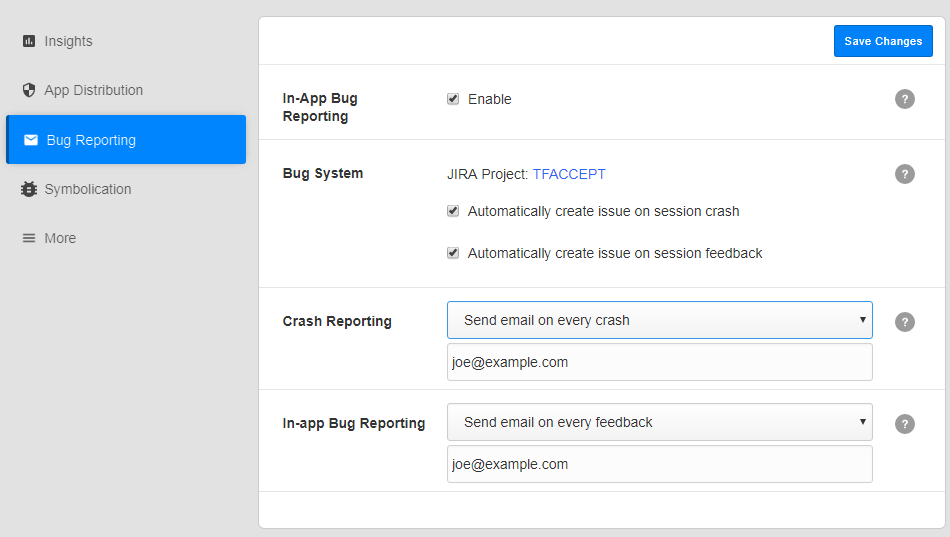 Insights
App Distribution
Bug Reporting
Symbolication
More
Save Changes
In-App Bug
Reporting
Enable
?
Bug System
JIRA Project: TFACCEPT
?
Automatically create issue on session crash
Automatically create issue on session feedback
Crash Reporting
Send email on every crash
?
joe@example.com
In-app Bug Reporting
Send email on every feedback
?
joe@example.com